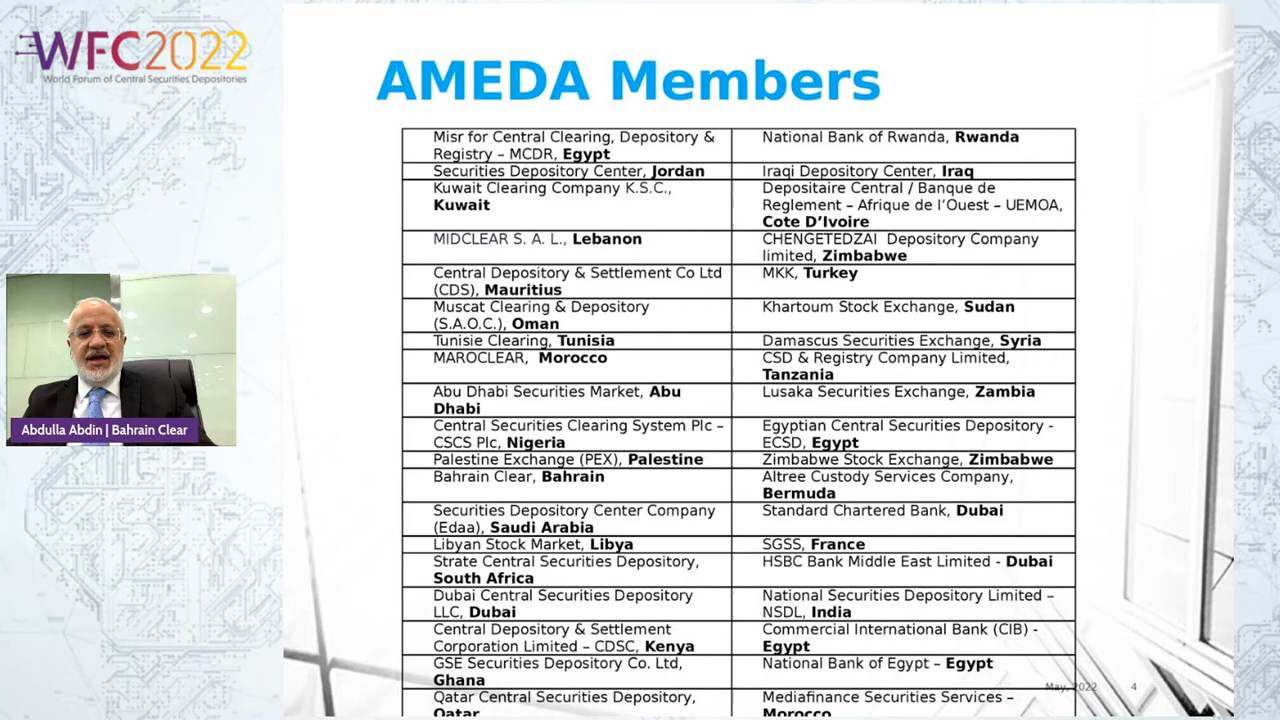 WFC2022
World Forum of Central Securities Depositories
AMEDA Members
Misr for Central Clearing, Depository &
Registry – MCDR, Egypt
National Bank of Rwanda, Rwanda
Securities Depository Center, Jordan
Iraqi Depository Center, Iraq
Kuwait Clearing Company K.S.C.,
Kuwait
Depositaire Central / Banque de
Reglement – Afrique de l’Ouest – UEMOA,
Cote D’Ivoire
MIDCLEAR S. A. L., Lebanon
CHENGETEDZAI Depository Company
limited, Zimbabwe
Central Depository & Settlement Co Ltd
(CDS), Mauritius
MKK, Turkey
Muscat Clearing & Depository
(S.A.O.C.), Oman
Khartoum Stock Exchange, Sudan
Tunisie Clearing, Tunisia
Damascus Securities Exchange, Syria
MAROCLEAR, Morocco
CSD & Registry Company Limited,
Tanzania
Abu Dhabi Securities Market, Abu
Dhabi
Lusaka Securities Exchange, Zambia
Central Securities Clearing System Plc –
CSCS Plc, Nigeria
Egyptian Central Securities Depository -
ECSD, Egypt
Palestine Exchange (PEX), Palestine
Zimbabwe Stock Exchange, Zimbabwe
Bahrain Clear, Bahrain
Altree Custody Services Company,
Bermuda
Securities Depository Center Company
(Edaa), Saudi Arabia
Standard Chartered Bank, Dubai
Libyan Stock Market, Libya
SGSS, France
Strate Central Securities Depository,
South Africa
HSBC Bank Middle East Limited - Dubai
Dubai Central Securities Depository
LLC, Dubai
National Securities Depository Limited –
NSDL, India
Central Depository & Settlement
Corporation Limited – CDSC, Kenya
Commercial International Bank (CIB) -
Egypt
GSE Securities Depository Co. Ltd,
Ghana
National Bank of Egypt – Egypt
Qatar Central Securities Depository,
Qatar
Mediafinance Securities Services –
Morocco
May, 2022
4
Abdulla Abdin | Bahrain Clear